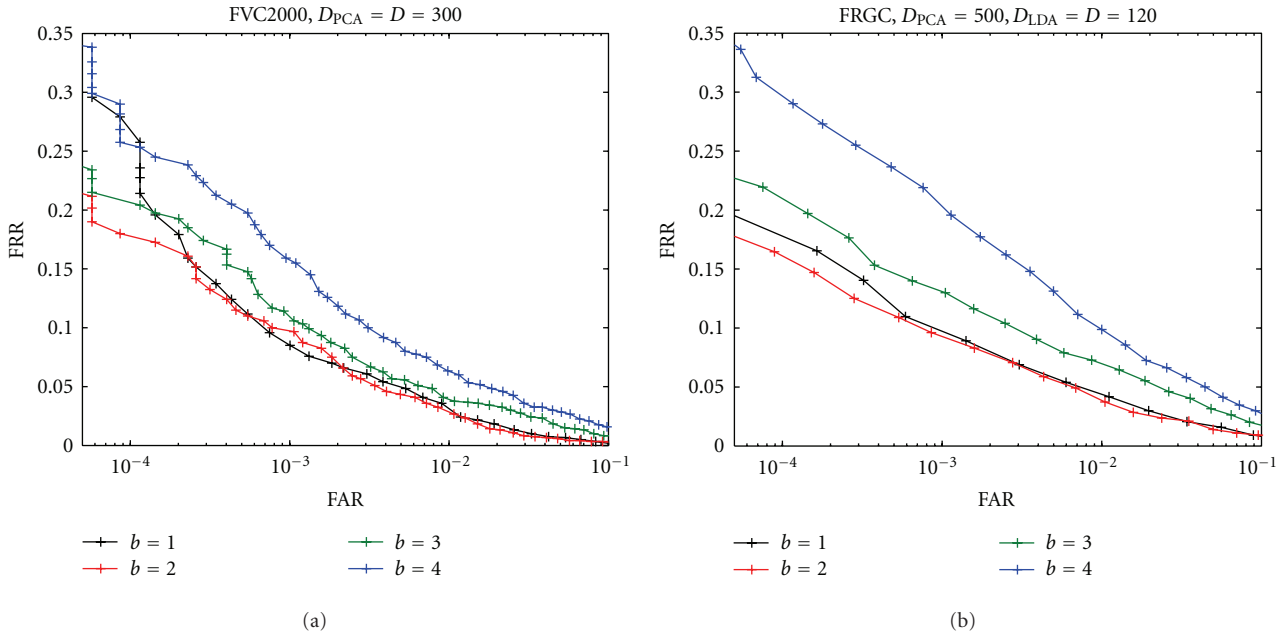 FVC2000, D_PCA = D = 300
0.35
0.3
0.25
0.2
0.15
0.1
0.05
0
FRR
10^−4
10^−3
10^−2
10^−1
FAR
b = 1
b = 2
b = 3
b = 4
(a)
FRGC, D_PCA = 500, D_LDA = D = 120
0.35
0.3
0.25
0.2
0.15
0.1
0.05
0
FRR
10^−4
10^−3
10^−2
10^−1
FAR
b = 1
b = 2
b = 3
b = 4
(b)